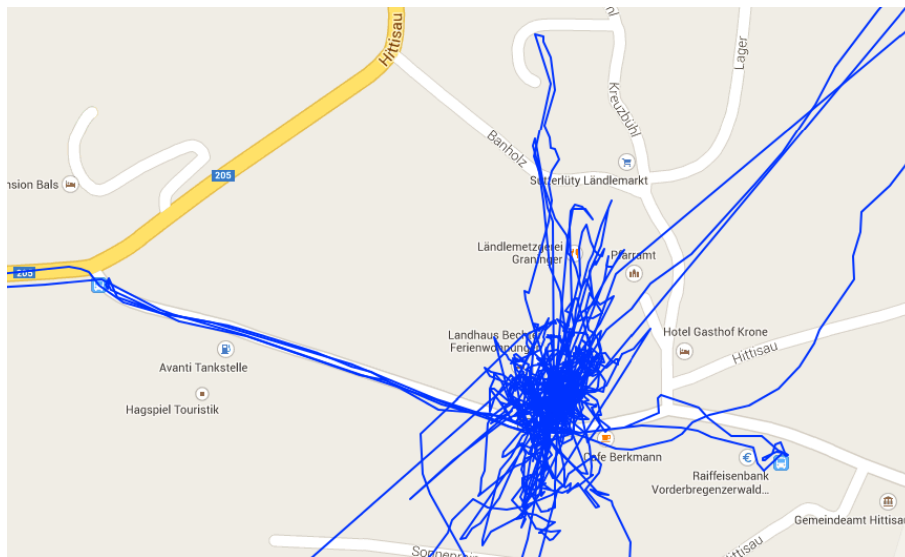 Hittisau
Lager
Kreuzbühl
Banholz
Sutterlüty Ländlemarkt
205
nsion Bals
Ländlemetzgerei
Graninger
Pfarramt
205
Landhaus Bech
Ferienwohnung
Hotel Gasthof Krone
Hittisau
Avanti Tankstelle
Hagspiel Touristik
Cafe Berkmann
Raiffeisenbank
Vorderbregenzerwald...
Gemeindeamt Hittisau
Hittisau